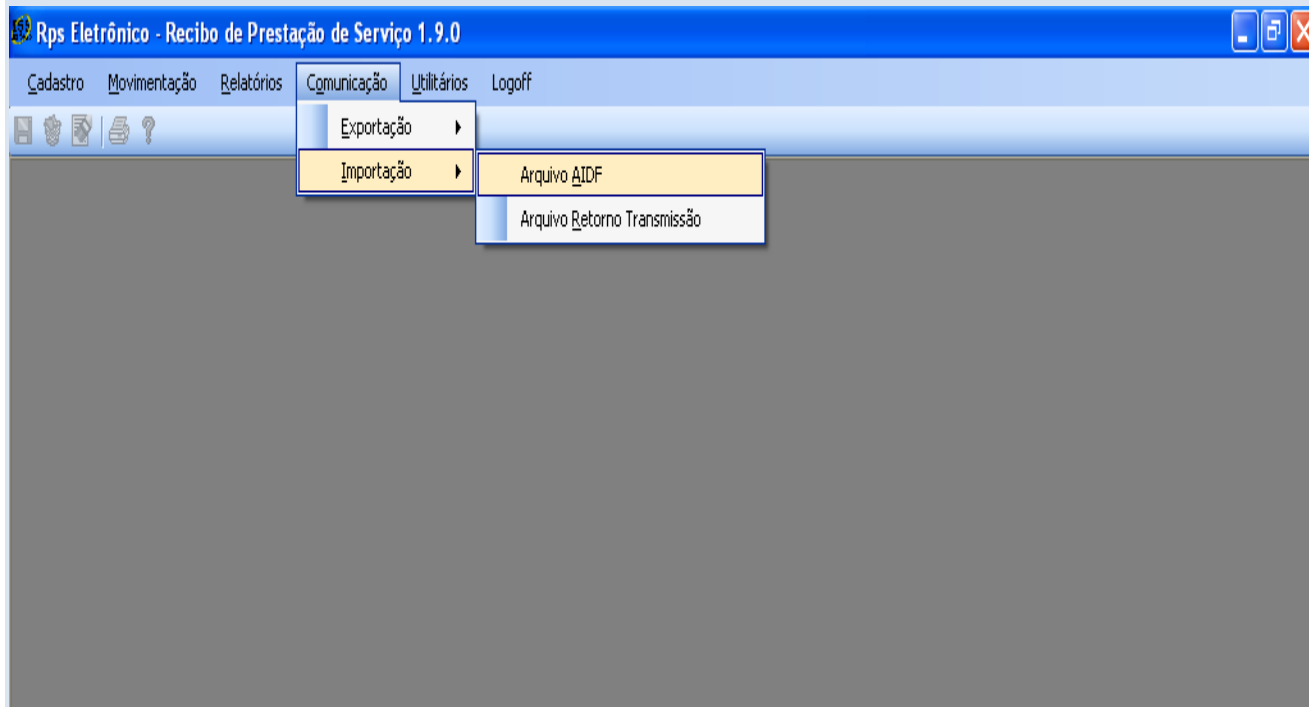 Rps Eletrônico - Recibo de Prestação de Serviço 1.9.0
Cadastro Movimentação Relatórios Comunicação Utilitários Logoff
Exportação
Importação
Arquivo AIDF
Arquivo Retorno Transmissão